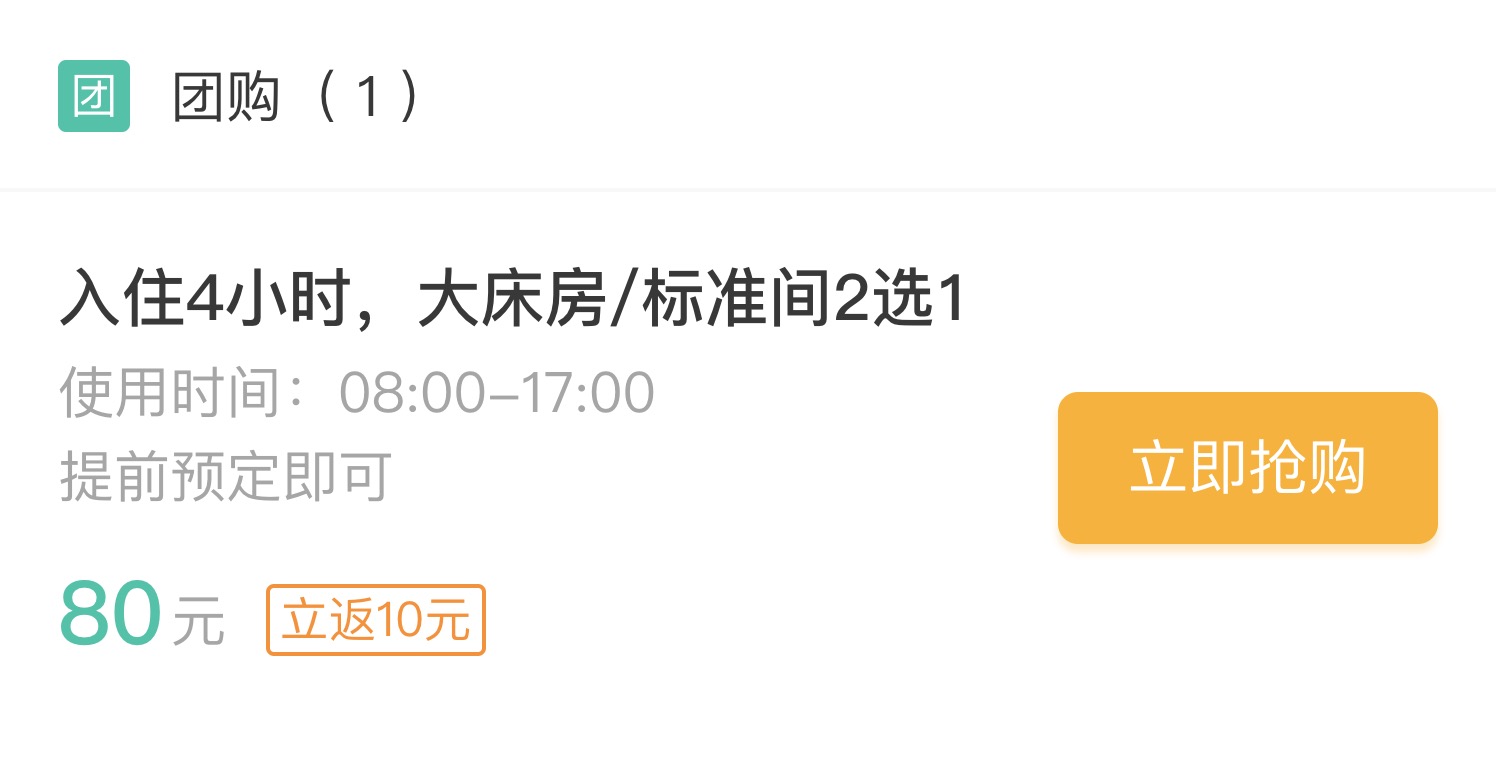 团 团购（1）
入住4小时，大床房/标准间2选1
使用时间：08:00-17:00
提前预定即可
立即抢购
80元 立返10元